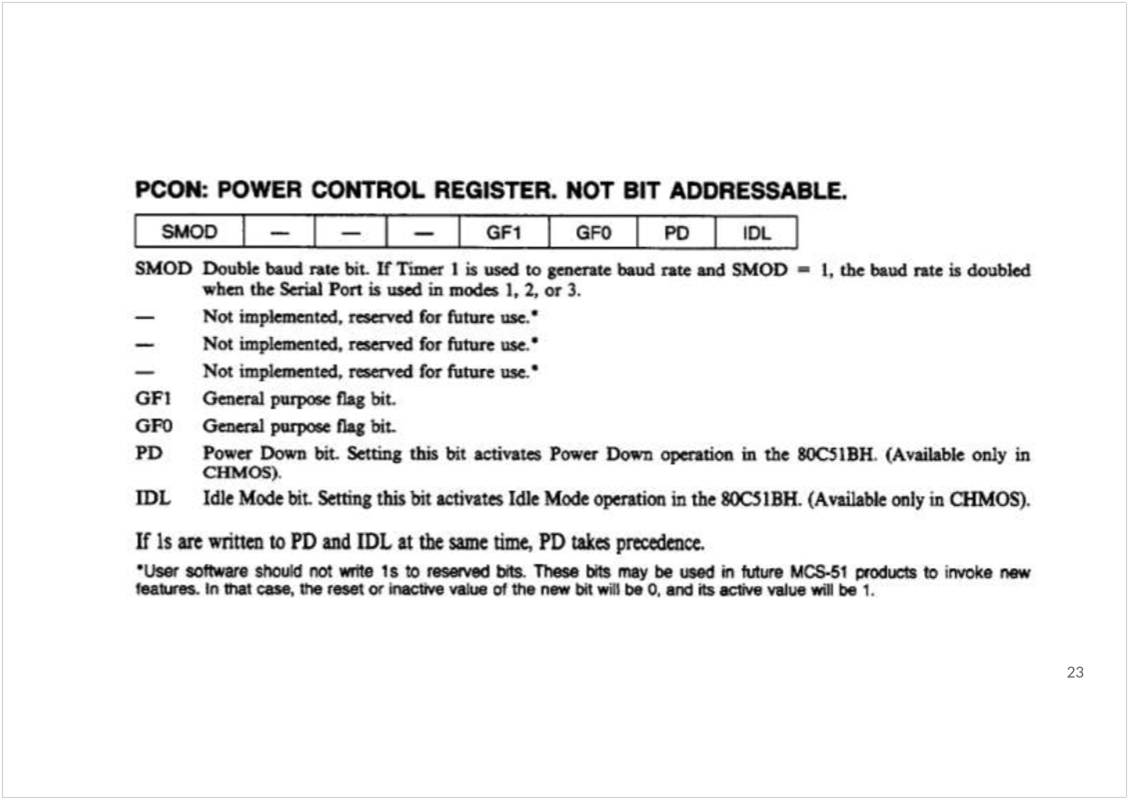 PCON: POWER CONTROL REGISTER. NOT BIT ADDRESSABLE.
SMOD — — — GF1 GF0 PD IDL
SMOD Double baud rate bit. If Timer 1 is used to generate baud rate and SMOD = 1, the baud rate is doubled
when the Serial Port is used in modes 1, 2, or 3.
— Not implemented, reserved for future use.*
— Not implemented, reserved for future use.*
— Not implemented, reserved for future use.*
GF1 General purpose flag bit.
GF0 General purpose flag bit.
PD Power Down bit. Setting this bit activates Power Down operation in the 80C51BH. (Available only in
CHMOS).
IDL Idle Mode bit. Setting this bit activates Idle Mode operation in the 80C51BH. (Available only in CHMOS).
If 1s are written to PD and IDL at the same time, PD takes precedence.
*User software should not write 1s to reserved bits. These bits may be used in future MCS-51 products to invoke new
features. In that case, the reset or inactive value of the new bit will be 0, and its active value will be 1.
23